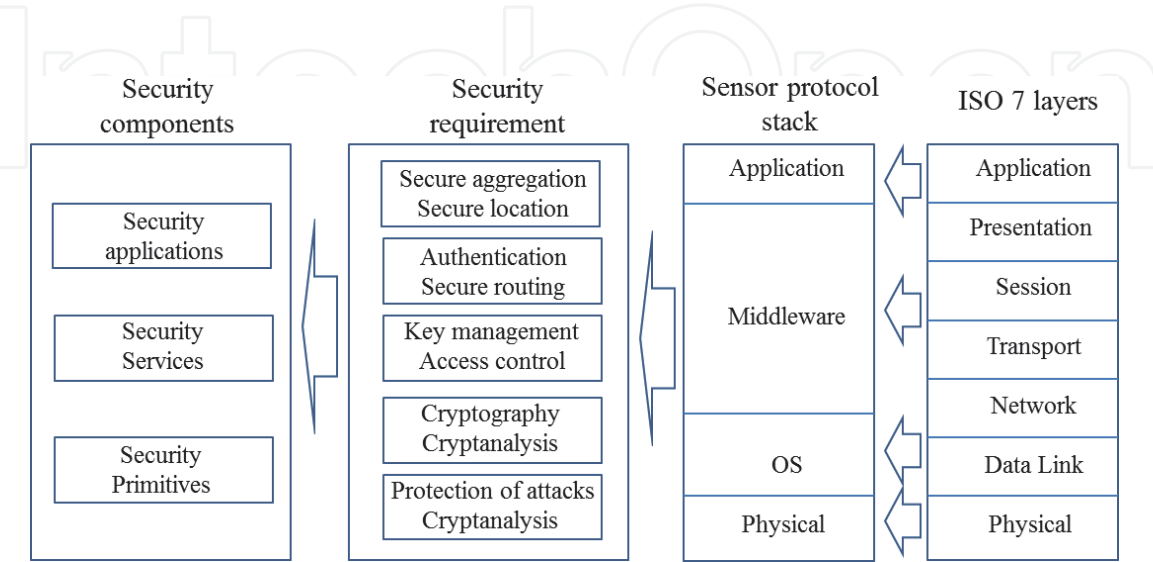 IntechOpen
Security
components
Security
applications
Security
Services
Security
Primitives
Security
requirement
Secure aggregation
Secure location
Authentication
Secure routing
Key management
Access control
Cryptography
Cryptanalysis
Protection of attacks
Cryptanalysis
Sensor protocol
stack
Application
Middleware
OS
Physical
ISO 7 layers
Application
Presentation
Session
Transport
Network
Data Link
Physical